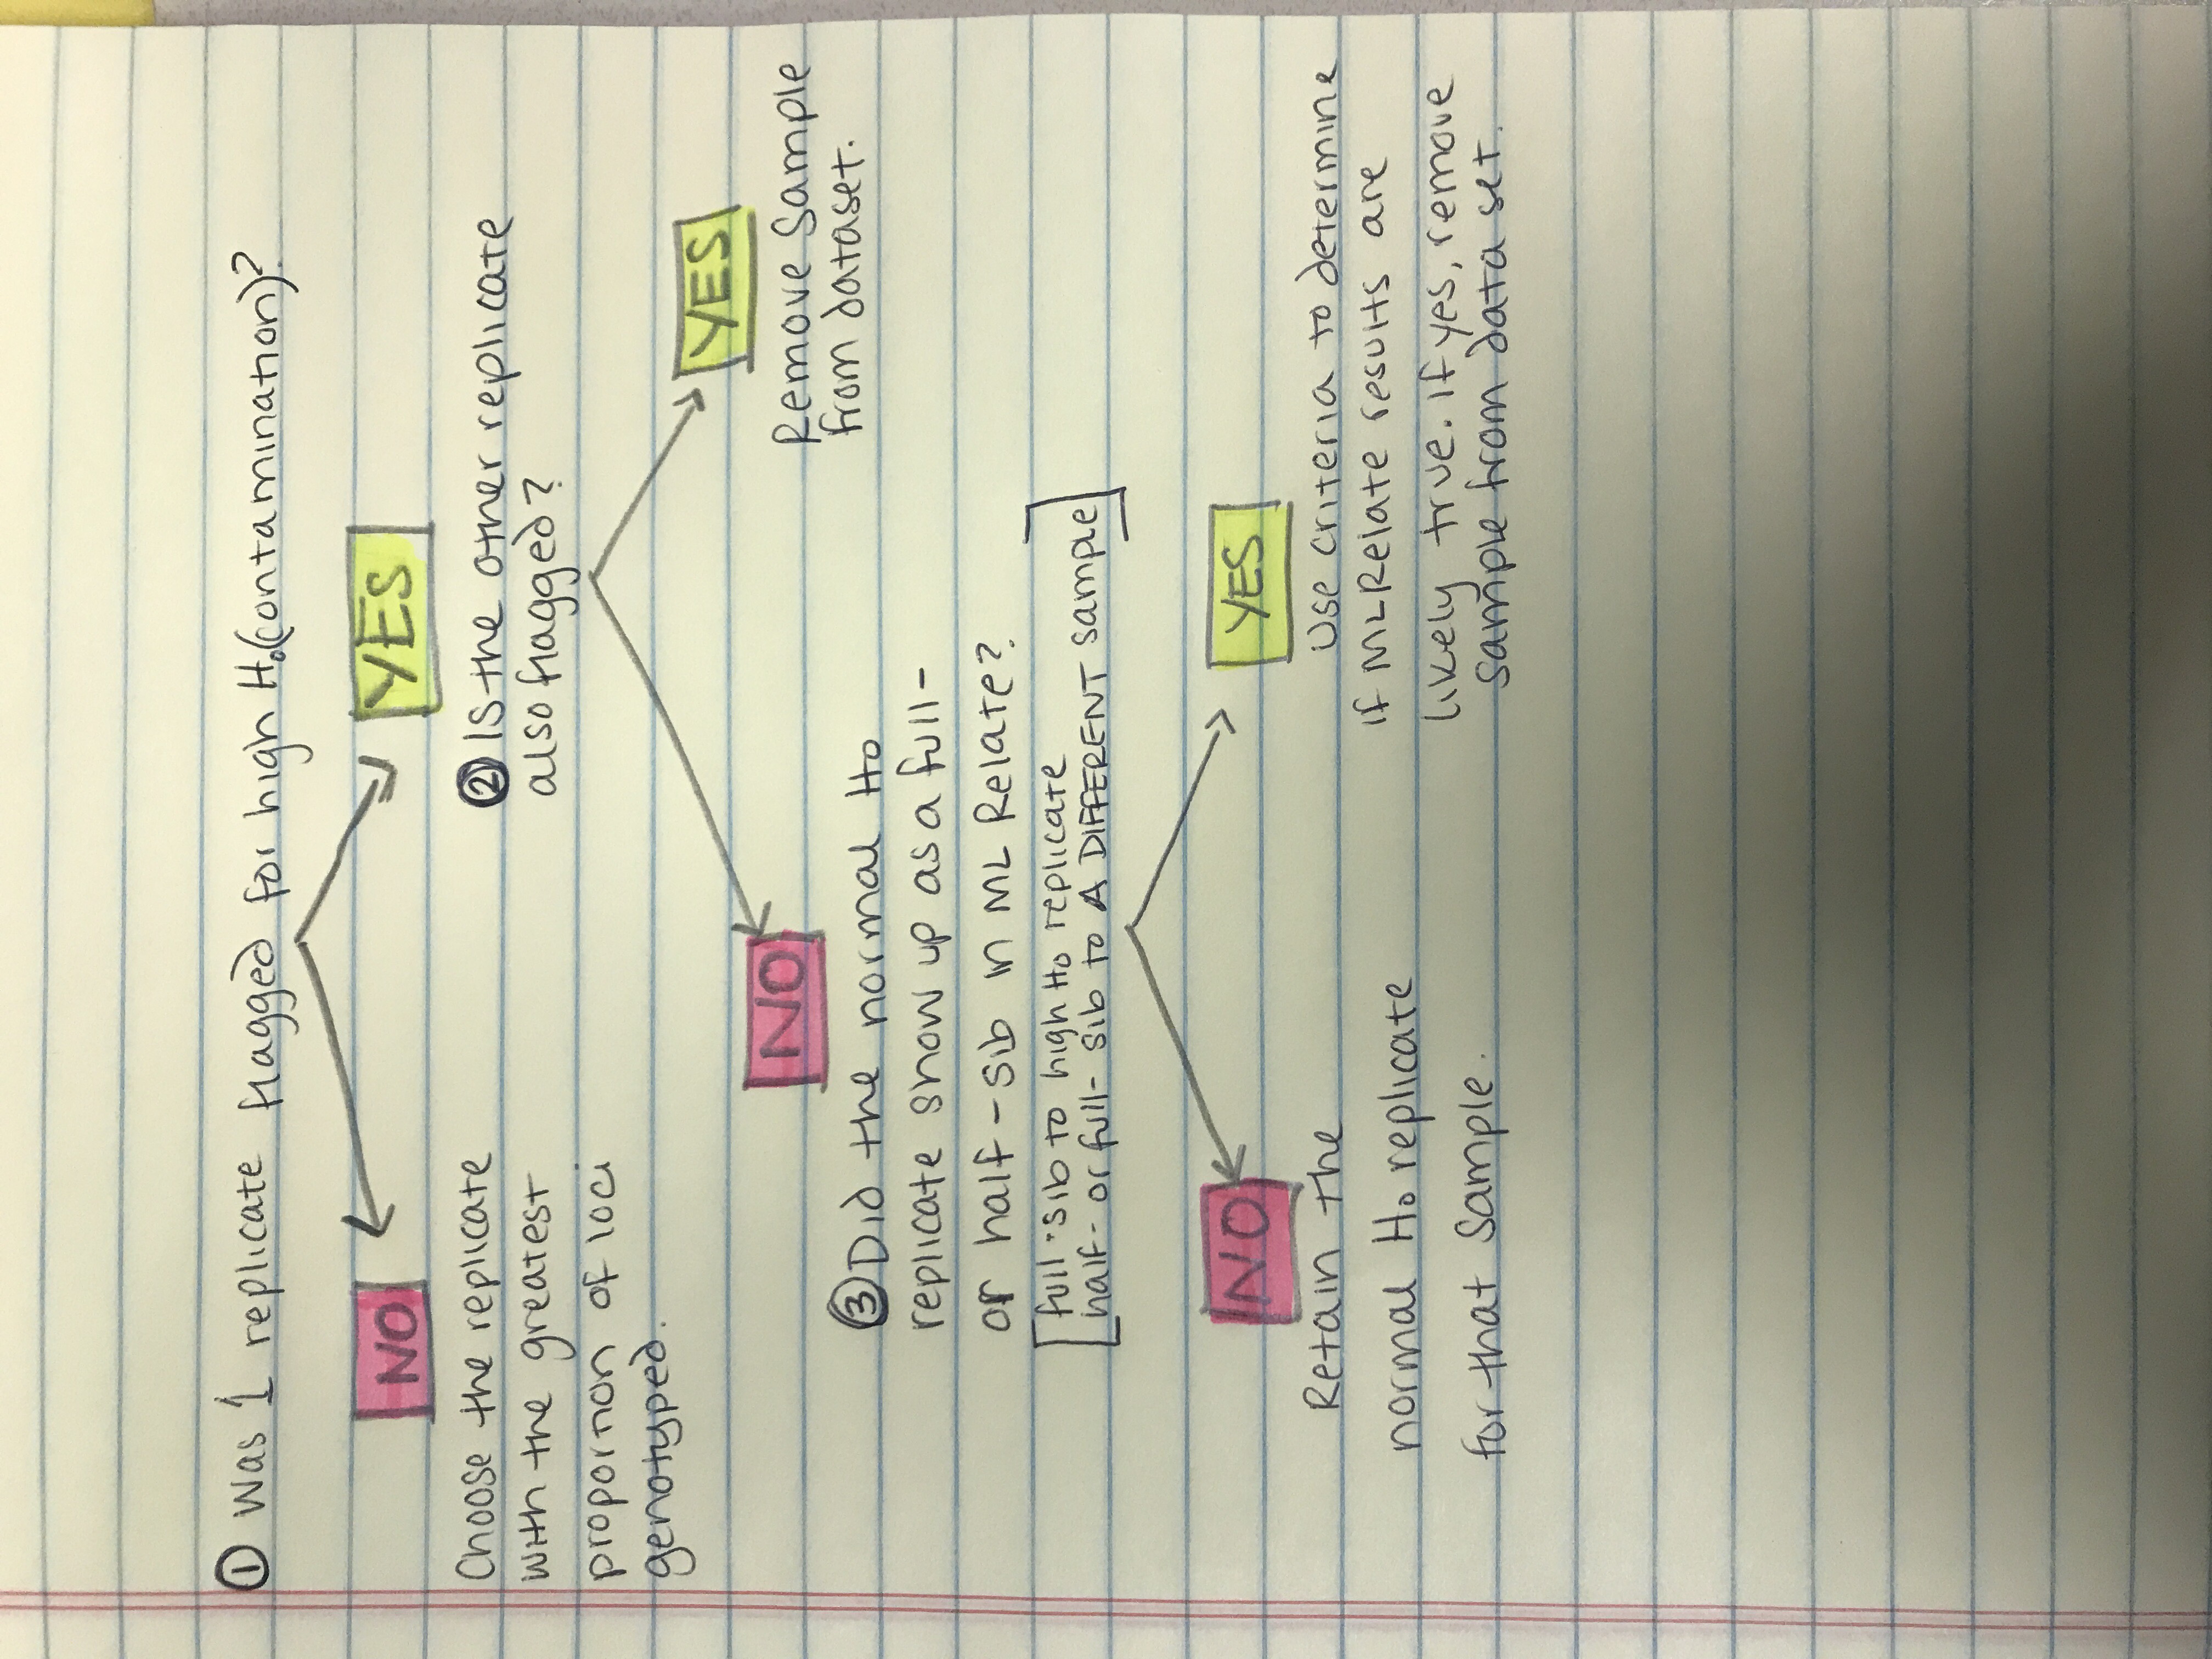 ① Was 1 replicate flagged for high Ho(contamination)?
NO
YES
Choose the replicate
with the greatest
proportion of loci
genotyped.
② Is the other replicate
also flagged?
NO
YES
Remove Sample
from dataset.
③ Did the normal Ho
replicate show up as a full-
or half-sib in ML Relate?
full-sib to high Ho replicate
half- or full- sib to A DIFFERENT sample
NO
YES
Retain the
normal Ho replicate
for that Sample.
Use criteria to determine
if MLRelate results are
likely true. If yes, remove
sample from data set.